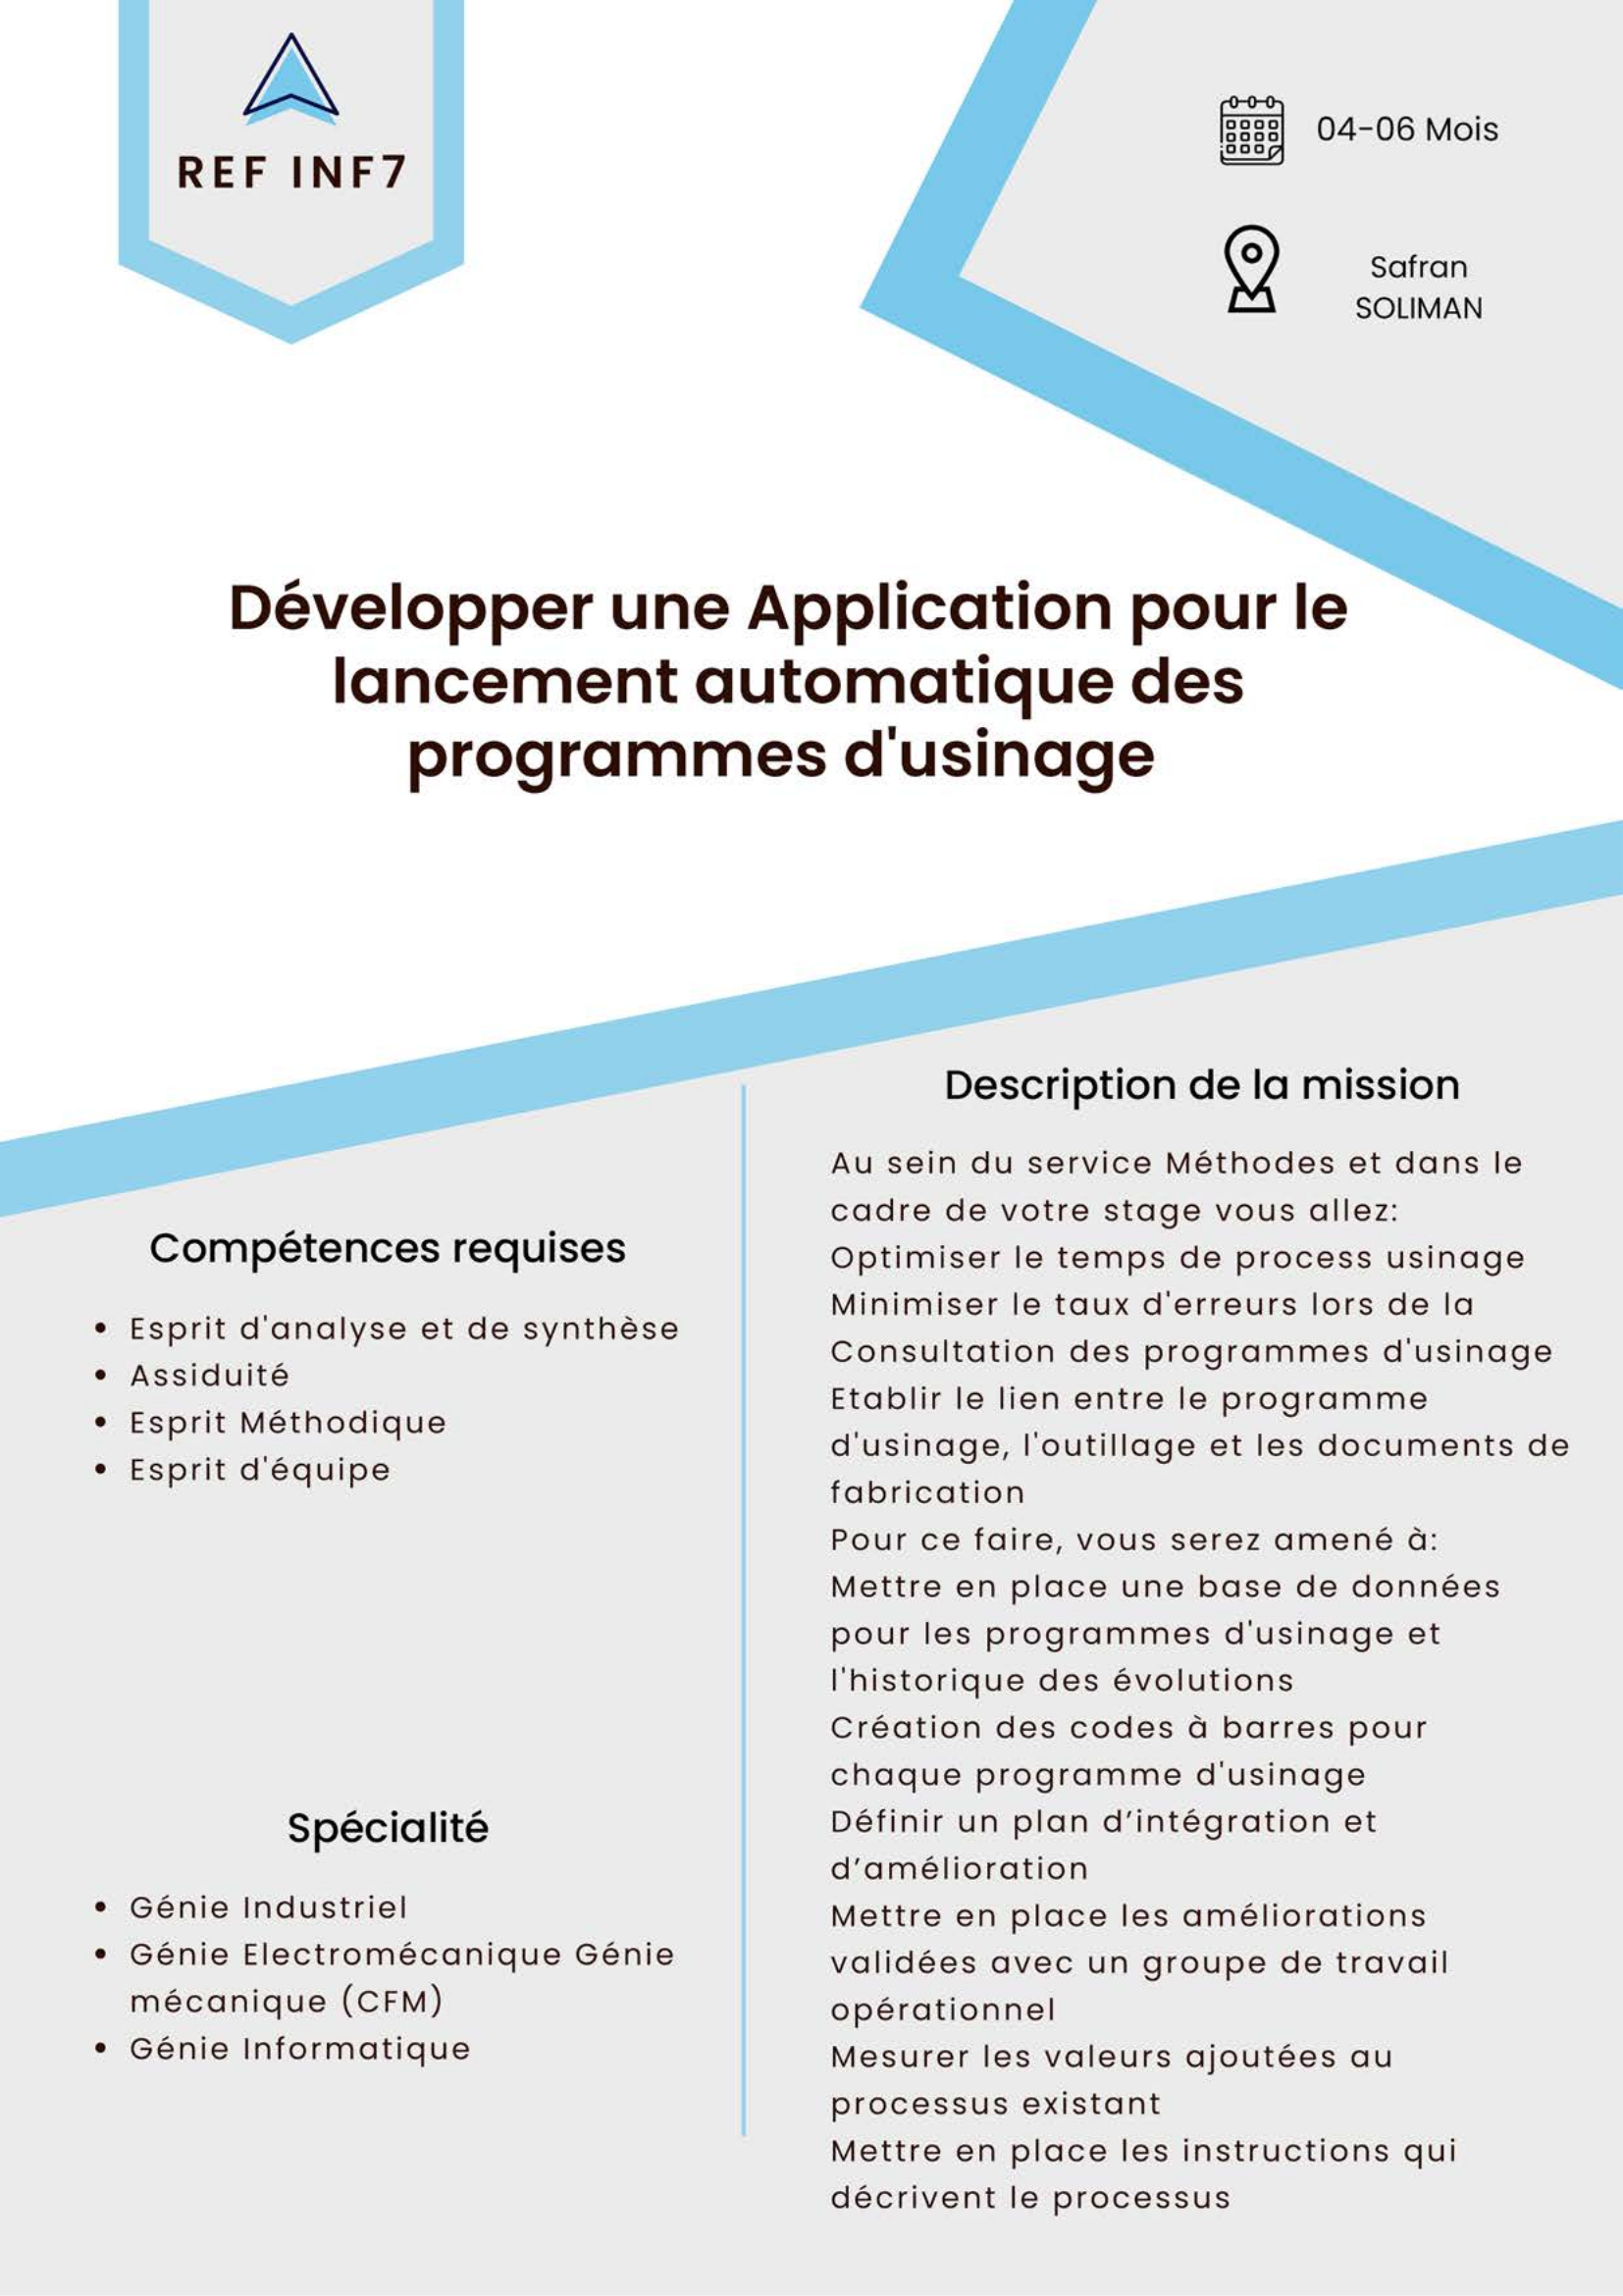 REF INF7
04-06 Mois
Safran
SOLIMAN
Développer une Application pour le
lancement automatique des
programmes d'usinage
Compétences requises
• Esprit d'analyse et de synthèse
• Assiduité
• Esprit Méthodique
• Esprit d'équipe
Spécialité
• Génie Industriel
• Génie Electromécanique Génie
mécanique (CFM)
• Génie Informatique
Description de la mission
Au sein du service Méthodes et dans le
cadre de votre stage vous allez:
Optimiser le temps de process usinage
Minimiser le taux d'erreurs lors de la
Consultation des programmes d'usinage
Etablir le lien entre le programme
d'usinage, l'outillage et les documents de
fabrication
Pour ce faire, vous serez amené à:
Mettre en place une base de données
pour les programmes d'usinage et
l'historique des évolutions
Création des codes à barres pour
chaque programme d'usinage
Définir un plan d’intégration et
d’amélioration
Mettre en place les améliorations
validées avec un groupe de travail
opérationnel
Mesurer les valeurs ajoutées au
processus existant
Mettre en place les instructions qui
décrivent le processus